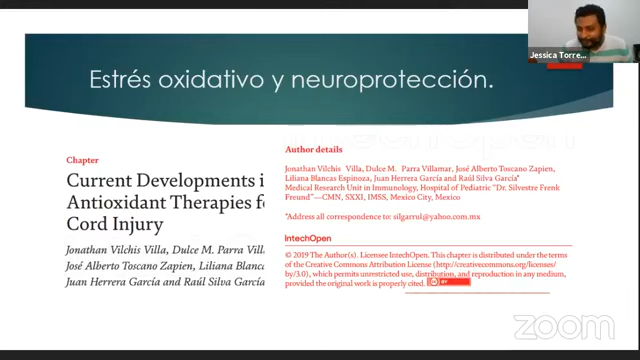 Jessica Torre...
Estrés oxidativo y neuroprotección.
Chapter
Current Developments i
Antioxidant Therapies f
Cord Injury
Jonathan Vilchis Villa, Dulce M. Parra Villa
José Alberto Toscano Zapien, Liliana Blanca
Juan Herrera García and Raúl Silva García
Author details
Jonathan Vilchis Villa, Dulce M. Parra Villamar, José Alberto Toscano Zapien,
Liliana Blancas Espinoza, Juan Herrera García and Raúl Silva García*
Medical Research Unit in Immunology, Hospital of Pediatric “Dr. Silvestre Frenk
Freund”—CMN, SXXI, IMSS, Mexico City, Mexico
*Address all correspondence to: silgarrul@yahoo.com.mx
IntechOpen
© 2019 The Author(s). Licensee IntechOpen. This chapter is distributed under the terms
of the Creative Commons Attribution License (http://creativecommons.org/licenses/
by/3.0), which permits unrestricted use, distribution, and reproduction in any medium,
provided the original work is properly cited. BY
zoom